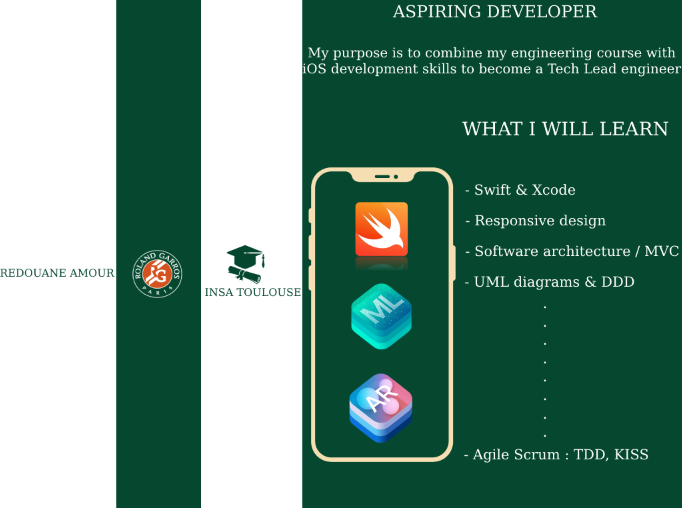 REDOUANE AMOUR
ROLAND GARROS
RG
PARIS
INSA TOULOUSE
ASPIRING DEVELOPER
My purpose is to combine my engineering course with
iOS development skills to become a Tech Lead engineer
WHAT I WILL LEARN
- Swift & Xcode
- Responsive design
- Software architecture / MVC
- UML diagrams & DDD
.
.
.
.
.
.
.
.
- Agile Scrum : TDD, KISS
ML
AR